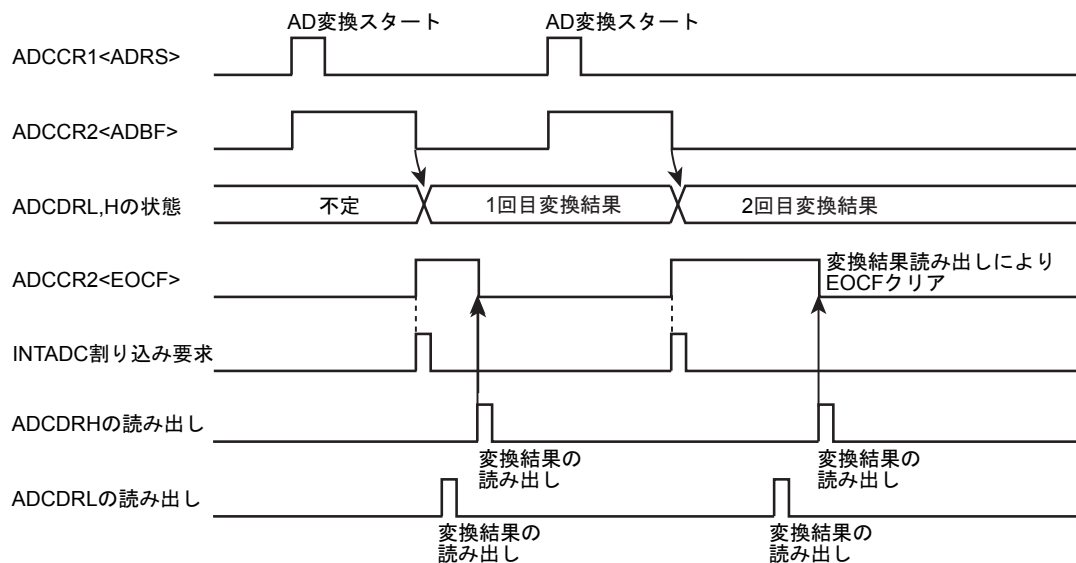 AD変換スタート
AD変換スタート
ADCCR1<ADRS>
ADCCR2<ADBF>
ADCDRL,Hの状態
不定
1回目変換結果
2回目変換結果
ADCCR2<EOCF>
変換結果読み出しにより
EOCFクリア
INTADC割り込み要求
ADCDRHの読み出し
変換結果の
読み出し
変換結果の
読み出し
ADCDRLの読み出し
変換結果の
読み出し
変換結果の
読み出し